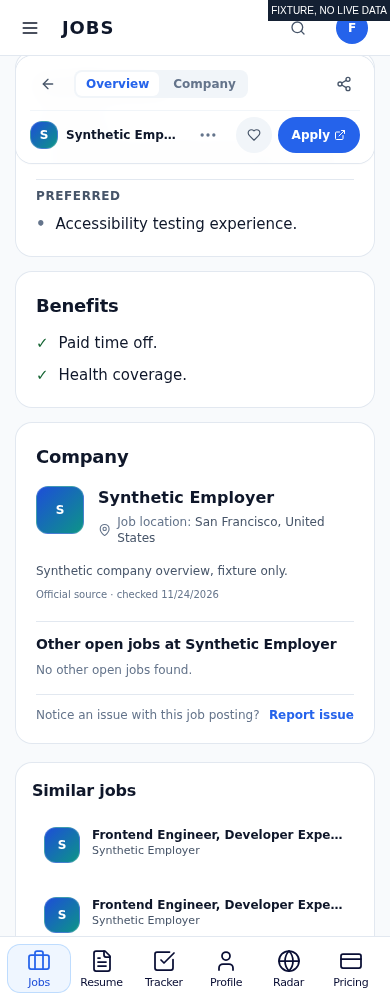 FIXTURE, NO LIVE DATA
JOBS
F
Overview
Company
S
Synthetic Emp...
Apply
PREFERRED
• Accessibility testing experience.
Benefits
✓ Paid time off.
✓ Health coverage.
Company
S
Synthetic Employer
Job location: San Francisco, United
States
Synthetic company overview, fixture only.
Official source · checked 11/24/2026
Other open jobs at Synthetic Employer
No other open jobs found.
Notice an issue with this job posting? Report issue
Similar jobs
S
Frontend Engineer, Developer Expe...
Synthetic Employer
S
Frontend Engineer, Developer Expe...
Synthetic Employer
Jobs
Resume
Tracker
Profile
Radar
Pricing